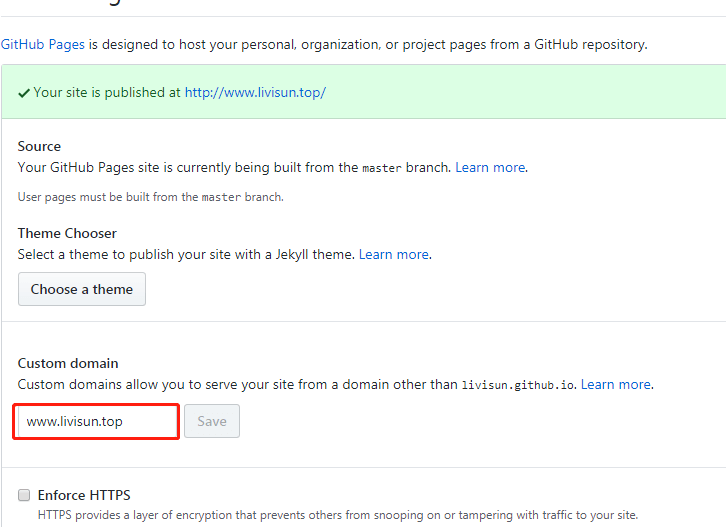 GitHub Pages is designed to host your personal, organization, or project pages from a GitHub repository.
Your site is published at http://www.livisun.top/
Source
Your GitHub Pages site is currently being built from the master branch. Learn more.
User pages must be built from the master branch.
Theme Chooser
Select a theme to publish your site with a Jekyll theme. Learn more.
Choose a theme
Custom domain
Custom domains allow you to serve your site from a domain other than livisun.github.io. Learn more.
www.livisun.top Save
Enforce HTTPS
HTTPS provides a layer of encryption that prevents others from snooping on or tampering with traffic to your site.